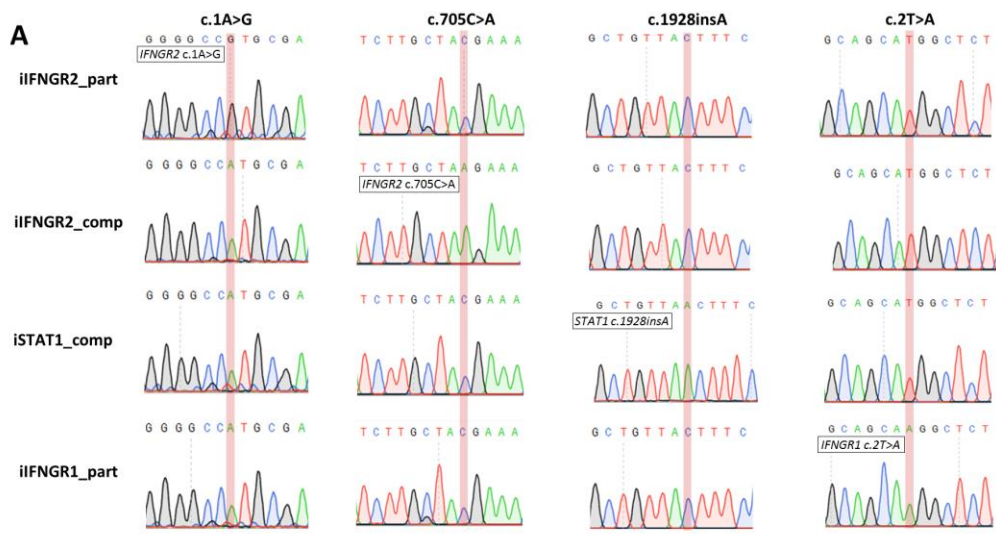 A
c.1A>G c.705C>A c.1928insA c.2T>A
iIFNGR2_part
G G G G C C G T G C G A
IFNGR2 c.1A>G
T C T T G C T A C G A A A
G C T G T T A C T T T C
G C A G C A T G G C T C T
iIFNGR2_comp
G G G G C C A T G C G A
T C T T G C T A A G A A A
IFNGR2 c.705C>A
G C T G T T A C T T T C
G C A G C A T G G C T C T
iSTAT1_comp
G G G G C C A T G C G A
T C T T G C T A C G A A A
G C T G T T A A C T T T C
STAT1 c.1928insA
G C A G C A T G G C T C T
iIFNGR1_part
G G G G C C A T G C G A
T C T T G C T A C G A A A
G C T G T T A C T T T C
G C A G C A A G G C T C T
IFNGR1 c.2T>A